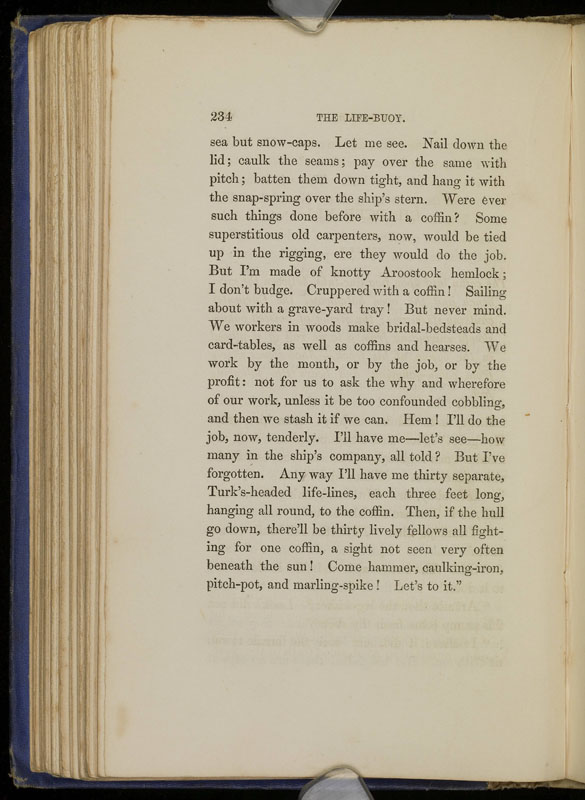 234 THE LIFE-BUOY.
sea but snow-caps. Let me see. Nail down the
lid; caulk the seams; pay over the same with
pitch; batten them down tight, and hang it with
the snap-spring over the ship's stern. Were ever
such things done before with a coffin? Some
superstitious old carpenters, now, would be tied
up in the rigging, ere they would do the job.
But I'm made of knotty Aroostook hemlock;
I don't budge. Cruppered with a coffin! Sailing
about with a grave-yard tray! But never mind.
We workers in woods make bridal-bedsteads and
card-tables, as well as coffins and hearses. We
work by the month, or by the job, or by the
profit: not for us to ask the why and wherefore
of our work, unless it be too confounded cobbling,
and then we stash it if we can. Hem! I'll do the
job, now, tenderly. I'll have me—let's see—how
many in the ship's company, all told? But I've
forgotten. Any way I'll have me thirty separate,
Turk's-headed life-lines, each three feet long,
hanging all round, to the coffin. Then, if the hull
go down, there'll be thirty lively fellows all fight-
ing for one coffin, a sight not seen very often
beneath the sun! Come hammer, caulking-iron,
pitch-pot, and marling-spike! Let's to it."